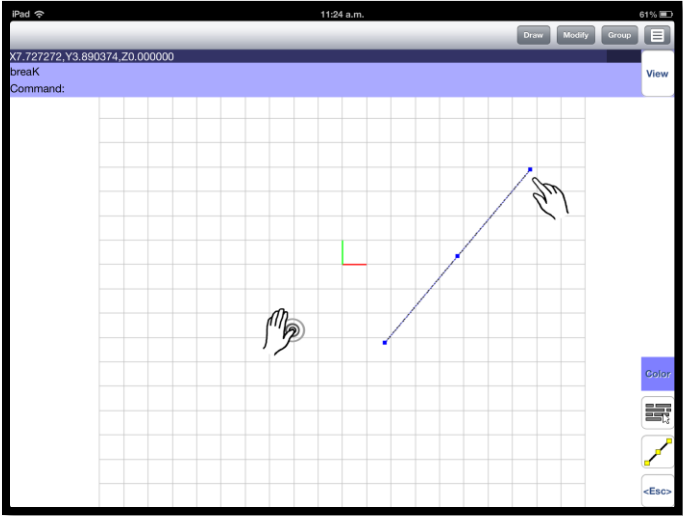 iPad 11:24 a.m. 61%
Draw Modify Group
X7.727272,Y3.890374,Z0.000000
breaK
View
Command:
Color
<Esc>